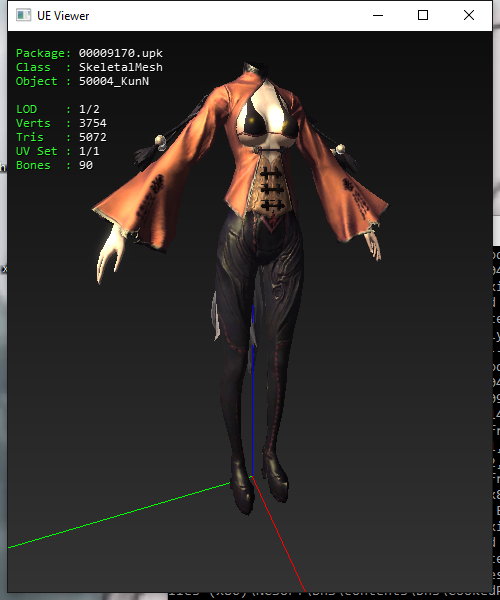 UE Viewer
Package: 00009170.upk
Class : SkeletalMesh
Object : 50004_KunN
LOD : 1/2
Verts : 3754
Tris : 5072
UV Set : 1/1
Bones : 90